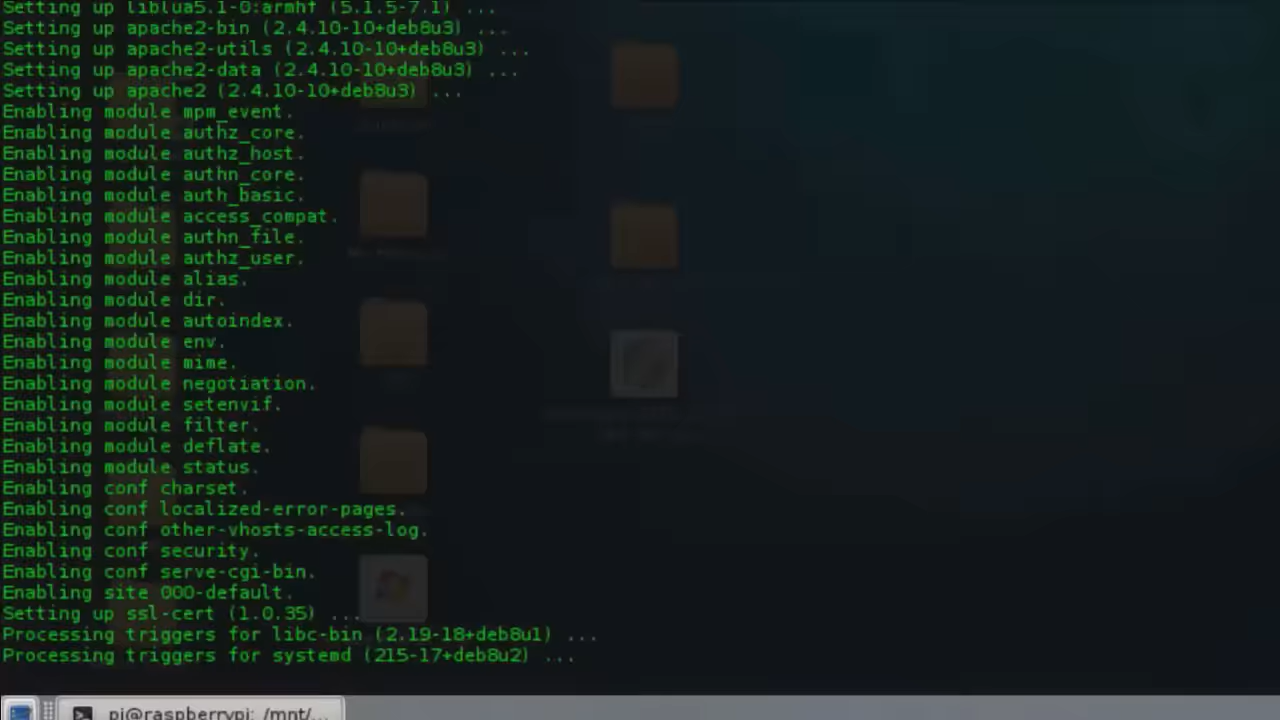 Setting up liblua5.1-0:armhf (5.1.5-7.1) ...
Setting up apache2-bin (2.4.10-10+deb8u3) ...
Setting up apache2-utils (2.4.10-10+deb8u3) ...
Setting up apache2-data (2.4.10-10+deb8u3) ...
Setting up apache2 (2.4.10-10+deb8u3) ...
Enabling module mpm_event.
Enabling module authz_core.
Enabling module authz_host.
Enabling module authn_core.
Enabling module auth_basic.
Enabling module access_compat.
Enabling module authn_file.
Enabling module authz_user.
Enabling module alias.
Enabling module dir.
Enabling module autoindex.
Enabling module env.
Enabling module mime.
Enabling module negotiation.
Enabling module setenvif.
Enabling module filter.
Enabling module deflate.
Enabling module status.
Enabling conf charset.
Enabling conf localized-error-pages.
Enabling conf other-vhosts-access-log.
Enabling conf security.
Enabling conf serve-cgi-bin.
Enabling site 000-default.
Setting up ssl-cert (1.0.35) ...
Processing triggers for libc-bin (2.19-18+deb8u1) ...
Processing triggers for systemd (215-17+deb8u2) ...
pi@raspberrypi: /mnt/...